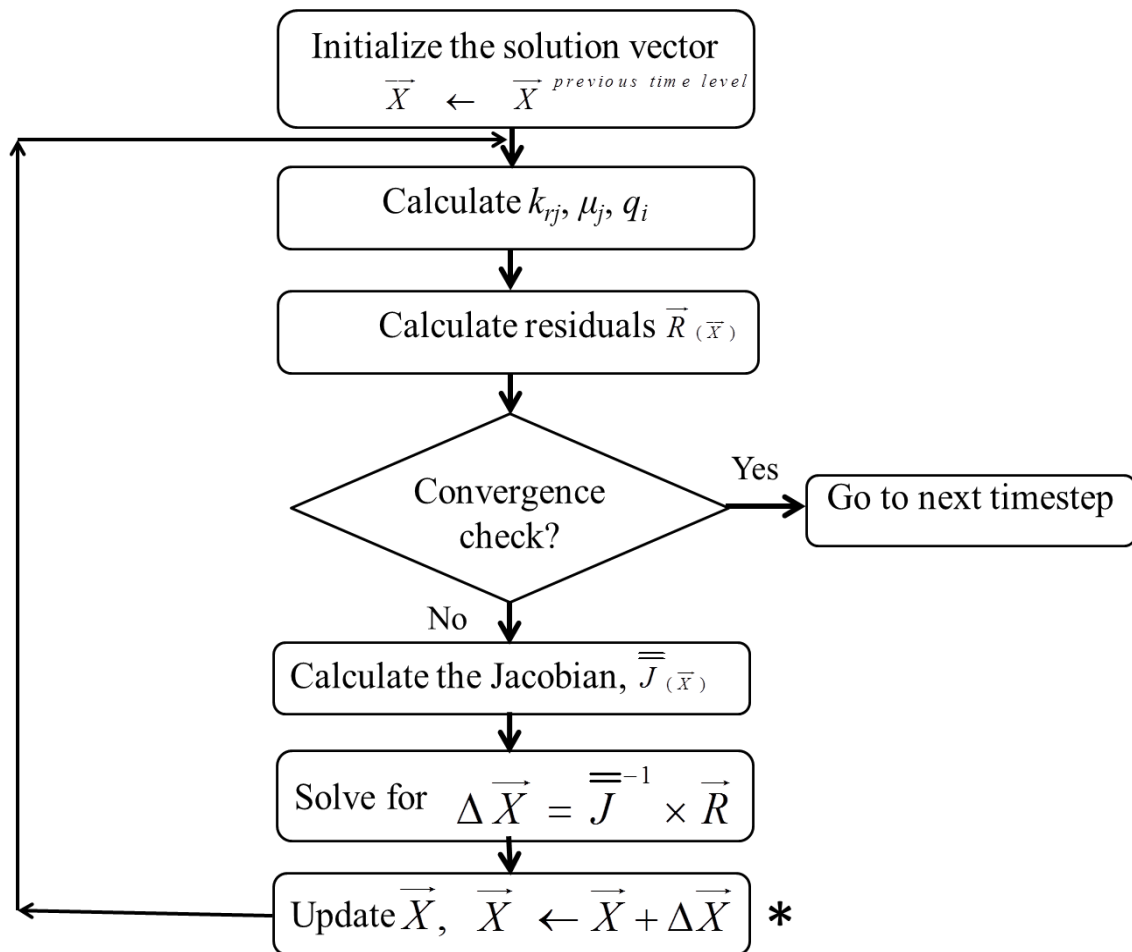 Initialize the solution vector
X⃗ ← X⃗ ^previous time level
Calculate k_rj, μ_j, q_i
Calculate residuals R⃗ (X⃗)
Convergence
check?
Yes
Go to next timestep
No
Calculate the Jacobian, J̿ (X⃗)
Solve for ΔX⃗ = J̿⁻¹ × R⃗
Update X⃗, X⃗ ← X⃗ + ΔX⃗ *